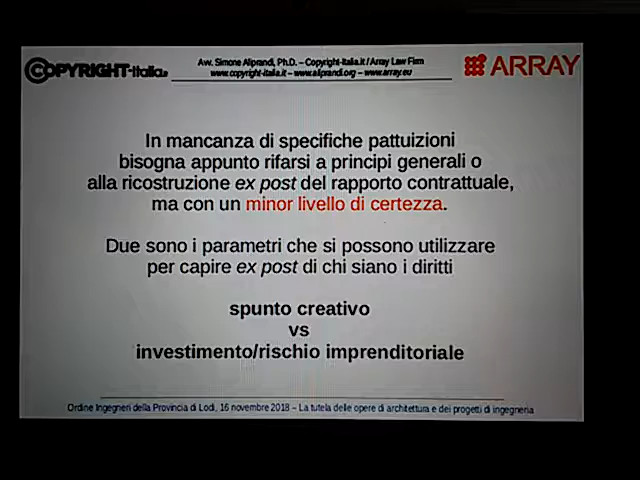 COPYRIGHT-Italia.it
Avv. Simone Aliprandi, Ph.D. – Copyright-Italia.it / Array Law Firm
www.copyright-italia.it – www.aliprandi.org – www.array.eu
ARRAY
In mancanza di specifiche pattuizioni
bisogna appunto rifarsi a principi generali o
alla ricostruzione ex post del rapporto contrattuale,
ma con un minor livello di certezza.
Due sono i parametri che si possono utilizzare
per capire ex post di chi siano i diritti
spunto creativo
vs
investimento/rischio imprenditoriale
Ordine Ingegneri della Provincia di Lodi, 16 novembre 2018 – La tutela delle opere di architettura e dei progetti di ingegneria